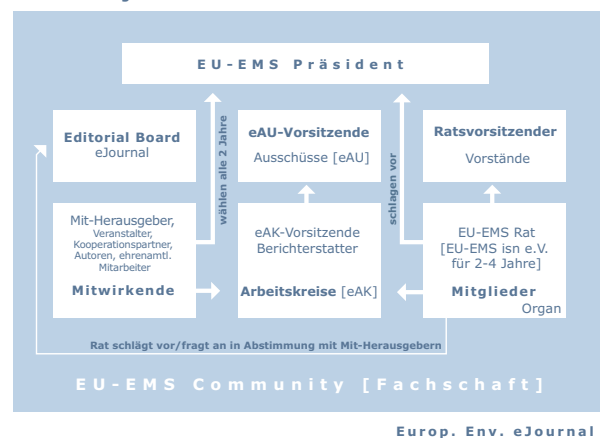 EU-EMS Präsident
Editorial Board
eJournal
eAU-Vorsitzende
Ausschüsse [eAU]
Ratsvorsitzender
Vorstände
wählen alle 2 Jahre
schlagen vor
Mit-Herausgeber,
Veranstalter,
Kooperationspartner,
Autoren, ehrenamtl.
Mitarbeiter
Mitwirkende
eAK-Vorsitzende
Berichterstatter
Arbeitskreise [eAK]
EU-EMS Rat
[EU-EMS isn e.V.
für 2-4 Jahre]
Mitglieder
Organ
Rat schlägt vor/fragt an in Abstimmung mit Mit-Herausgebern
EU-EMS Community [Fachschaft]
Europ. Env. eJournal